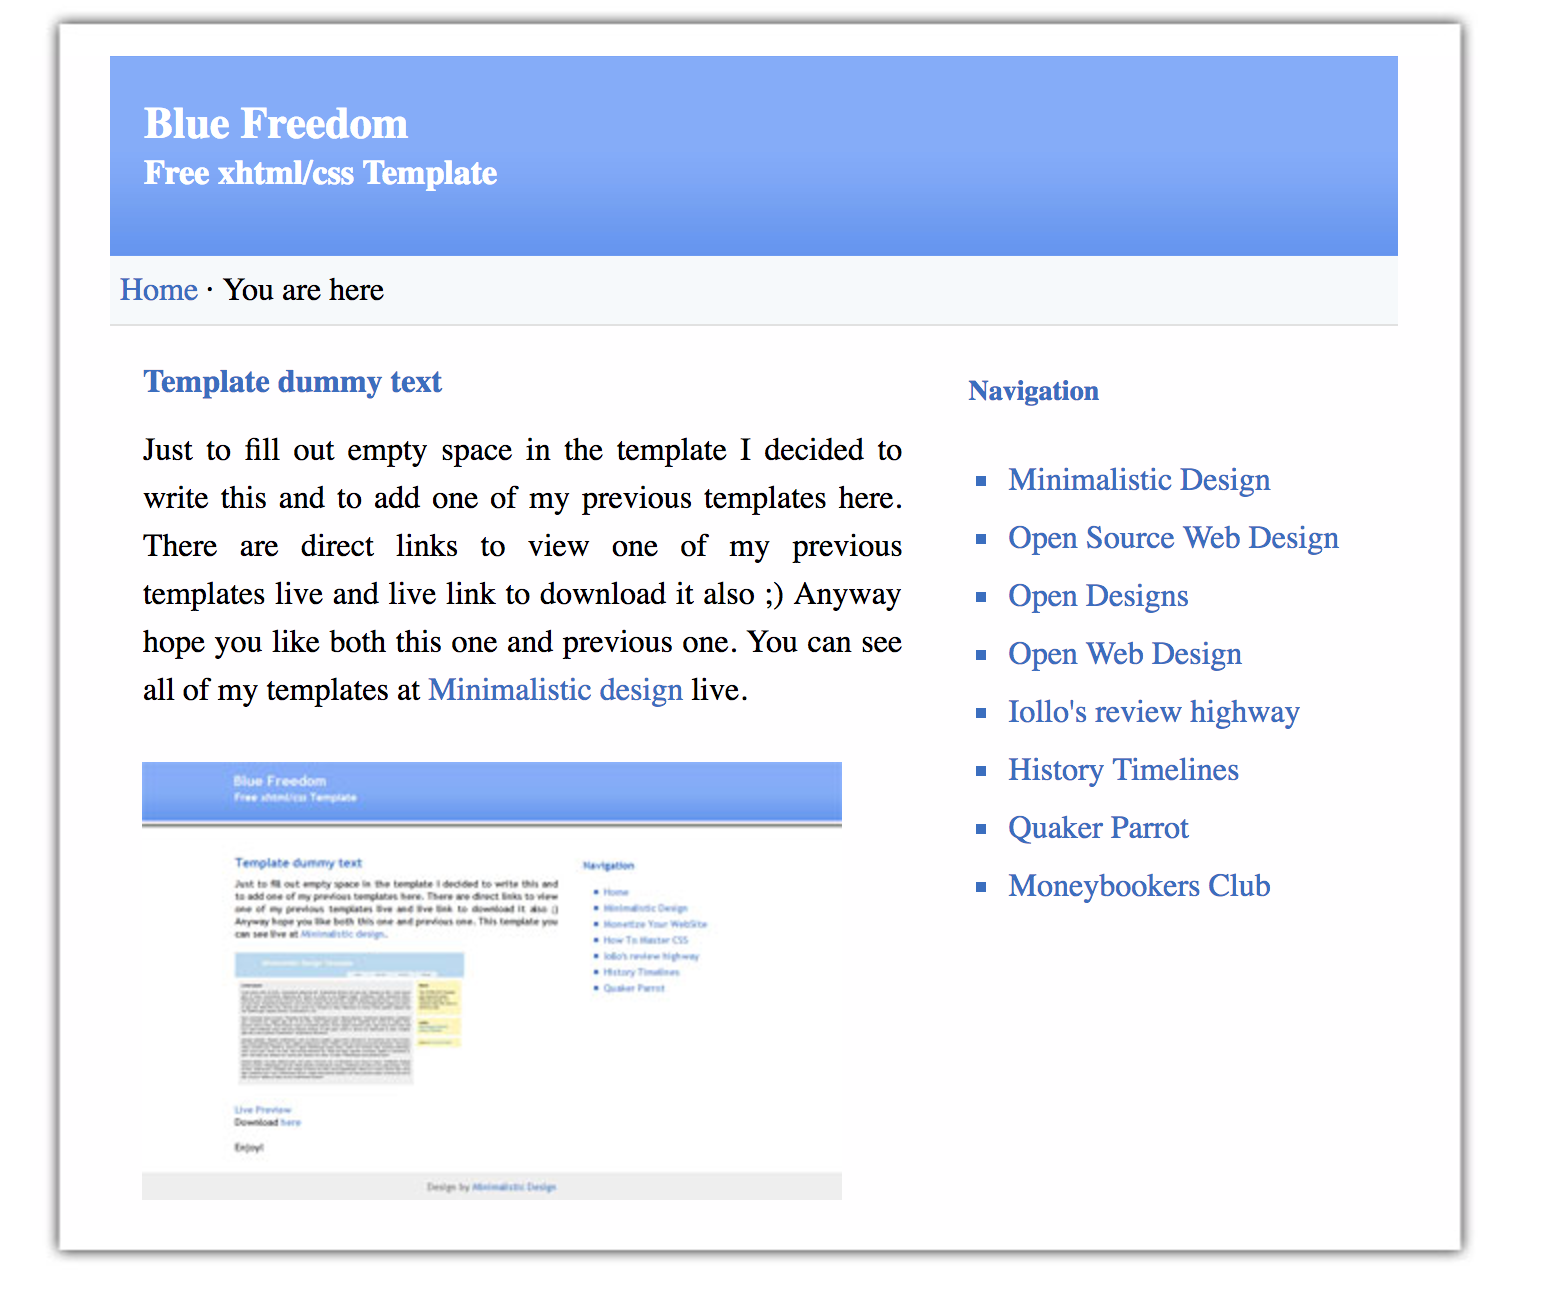 Blue Freedom
Free xhtml/css Template
Home · You are here
Template dummy text
Just to fill out empty space in the template I decided to
write this and to add one of my previous templates here.
There are direct links to view one of my previous
templates live and live link to download it also ;) Anyway
hope you like both this one and previous one. You can see
all of my templates at Minimalistic design live.
Navigation
Minimalistic Design
Open Source Web Design
Open Designs
Open Web Design
Iollo's review highway
History Timelines
Quaker Parrot
Moneybookers Club
Blue Freedom
Free xhtml/css Template
Template dummy text
Just to fill out empty space in the template I decided to write this and
to add one of my previous templates here. There are direct links to view
one of my previous templates live and live link to download it also ;)
Anyway hope you like both this one and previous one. This template you
can see live at Minimalistic design.
Navigation
Home
Minimalistic Design
Monetize Your WebSite
How To Master CSS
Iollo's review highway
History Timelines
Quaker Parrot
Minimalistic Design Template
Live Preview
Download here
Enjoy!
Design by Minimalistic Design